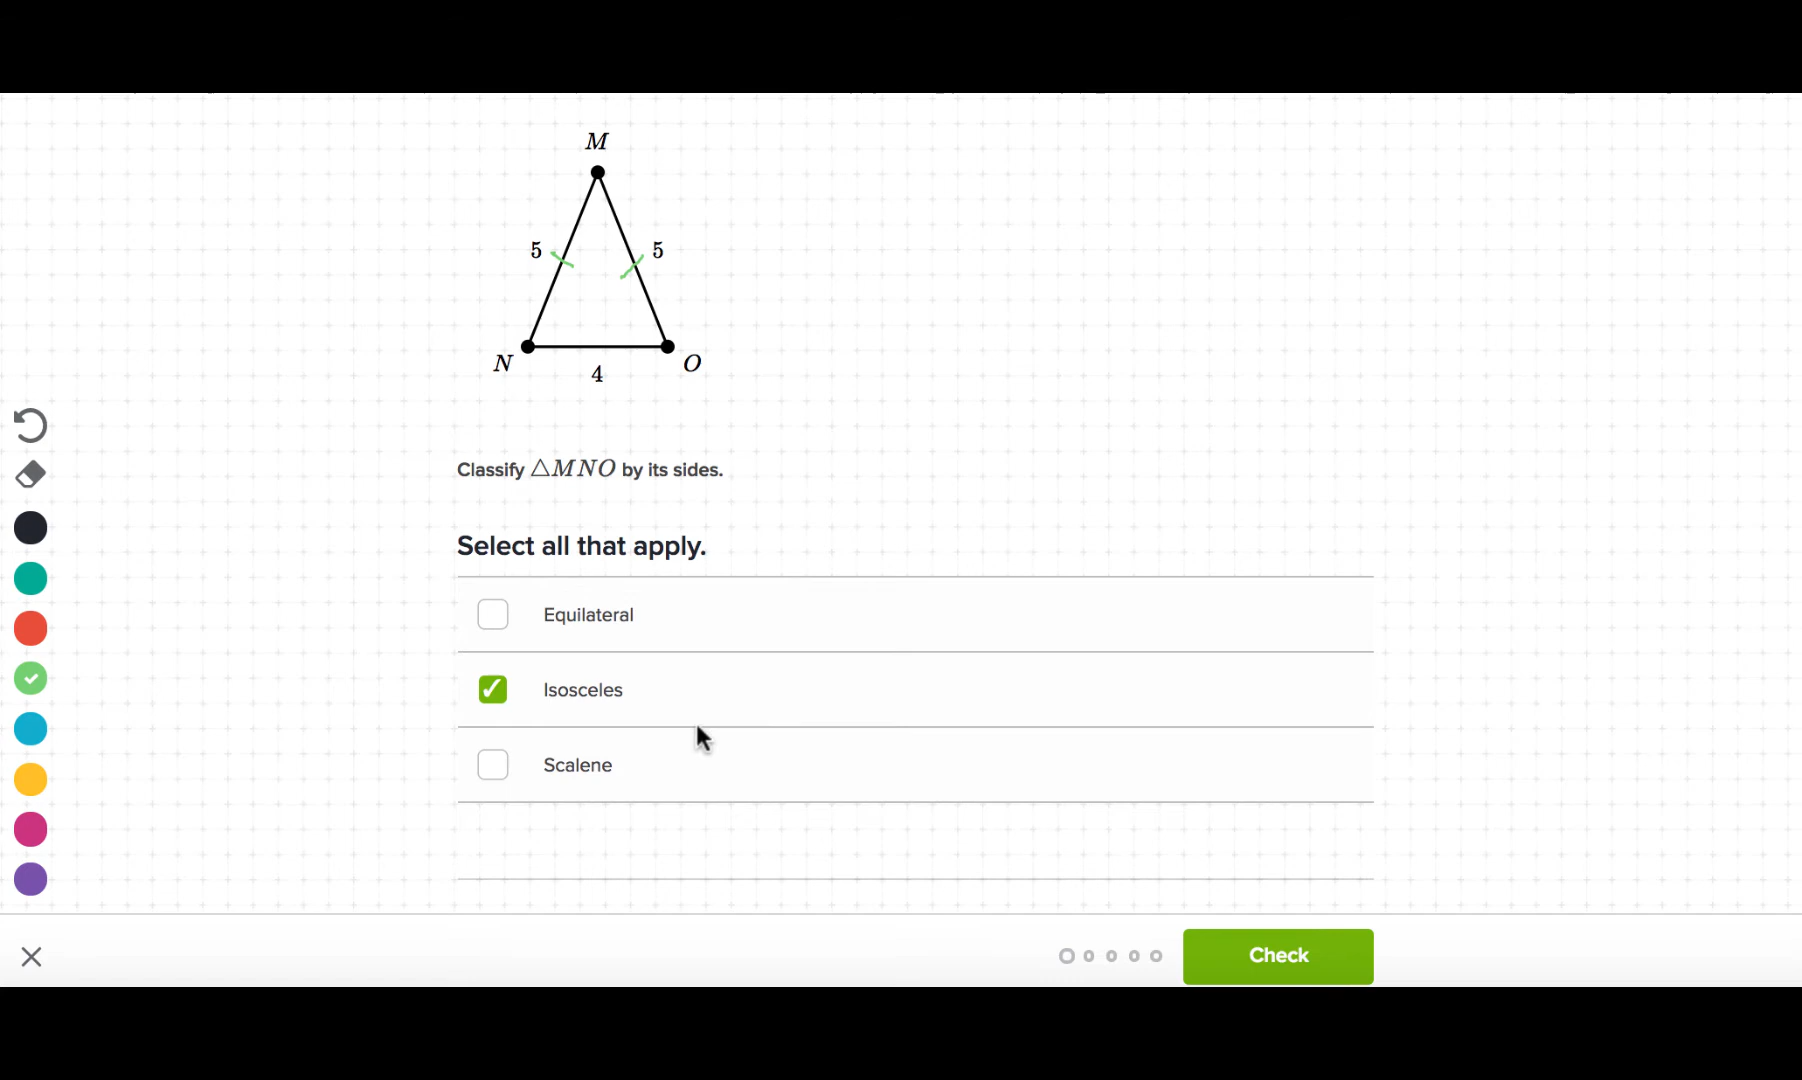 M
5 5
N O
4
Classify △MNO by its sides.
Select all that apply.
Equilateral
Isosceles
Scalene
Check